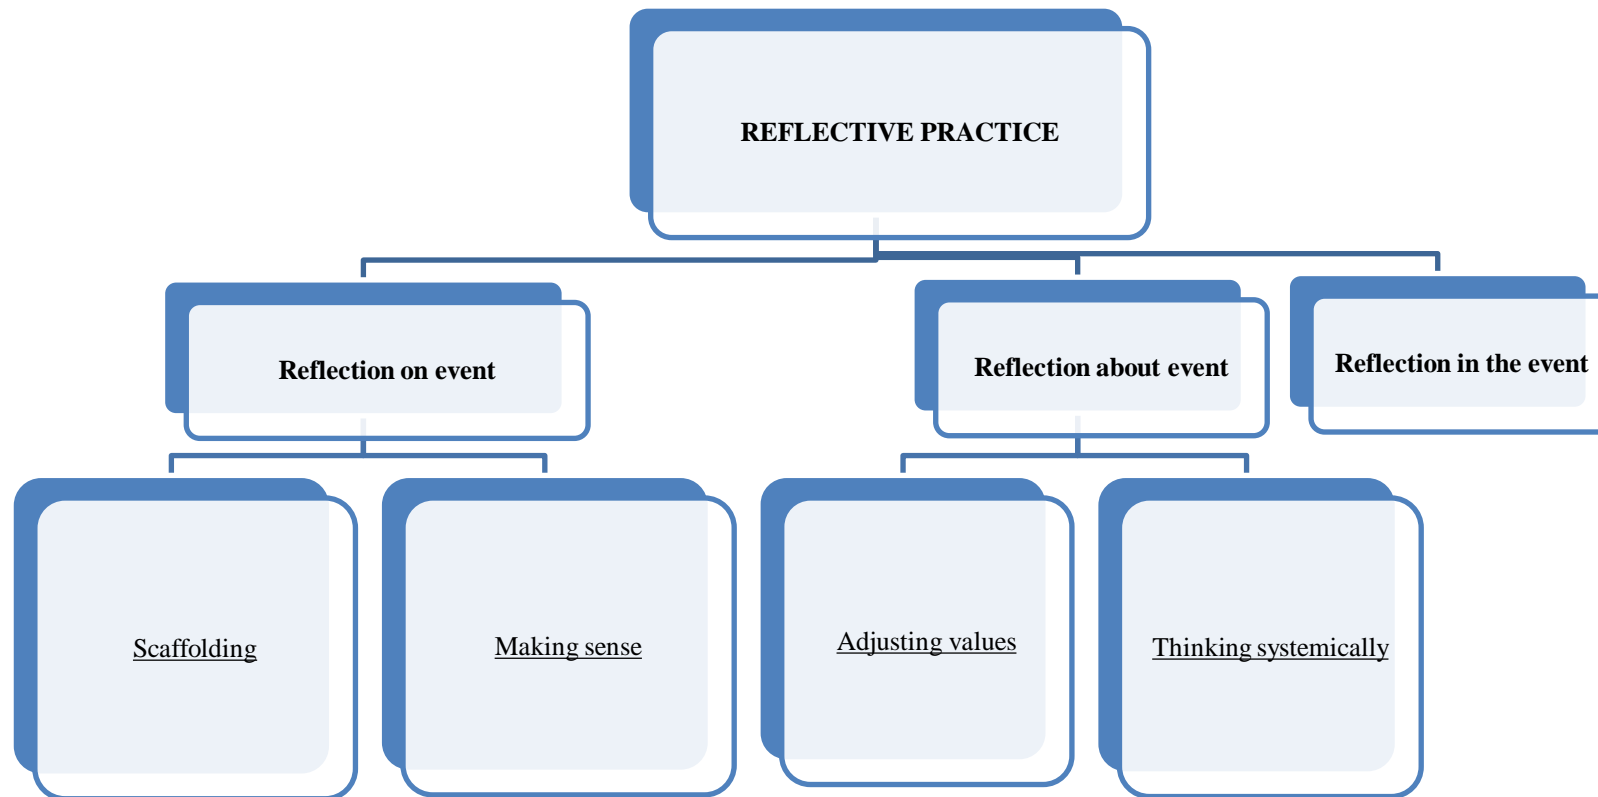 REFLECTIVE PRACTICE
Reflection on event
Reflection about event
Reflection in the event
Scaffolding
Making sense
Adjusting values
Thinking systemically